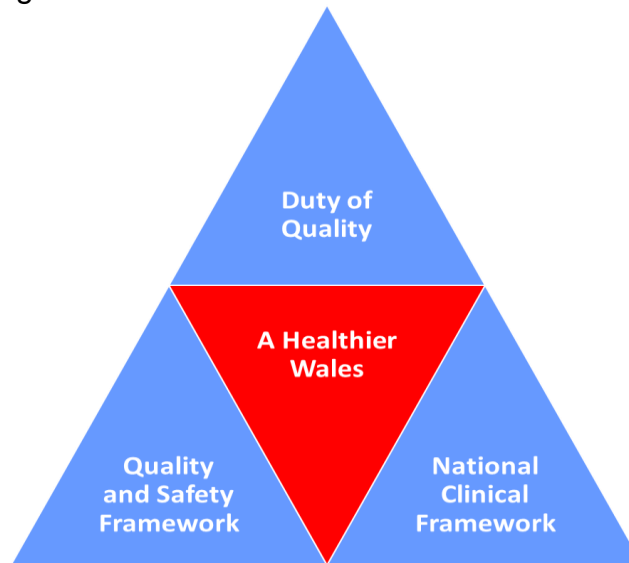 Duty of
Quality
A Healthier
Wales
Quality
and Safety
Framework
National
Clinical
Framework